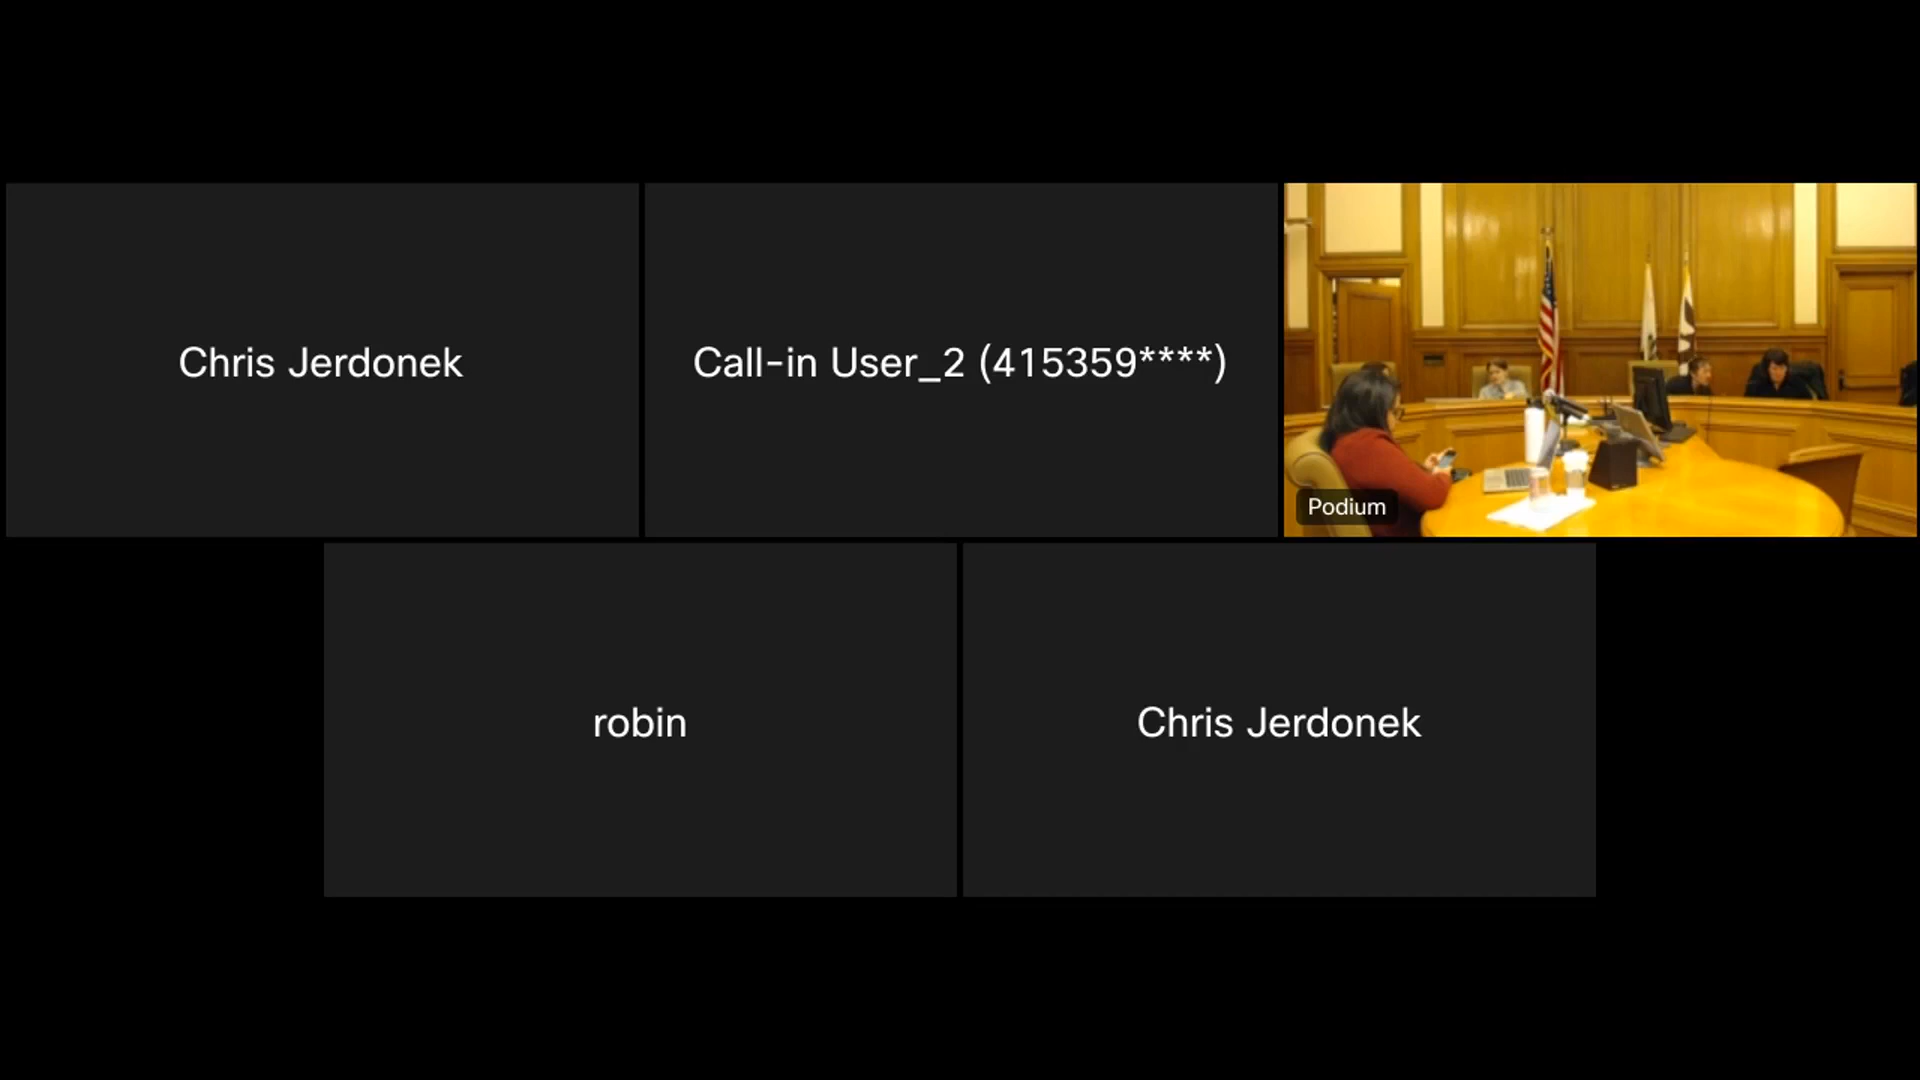 Chris Jerdonek
Call-in User_2 (415359****)
Podium
robin
Chris Jerdonek